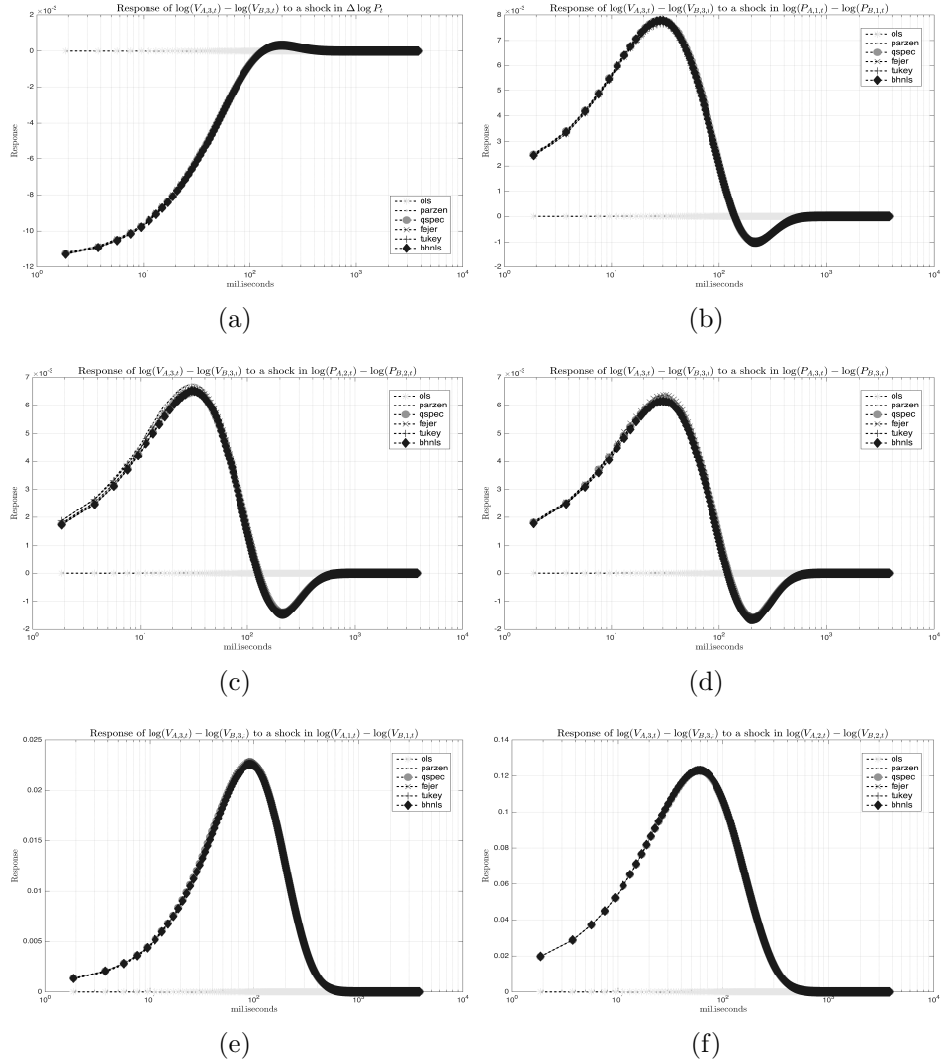 Response of log(V_{A,3,t}) − log(V_{B,3,t}) to a shock in Δ log P_t
×10^{-2}
2
0
-2
-4
-6
-8
-10
-12
Response
ols
parzen
qspec
fejer
tukey
bhnls
10^0
10^1
10^2
10^3
10^4
miliseconds
(a)
Response of log(V_{A,3,t}) − log(V_{B,3,t}) to a shock in log(P_{A,1,t}) − log(P_{B,1,t})
×10^{-2}
8
7
6
5
4
3
2
1
0
-1
-2
Response
ols
parzen
qspec
fejer
tukey
bhnls
10^0
10^1
10^2
10^3
10^4
miliseconds
(b)
Response of log(V_{A,3,t}) − log(V_{B,3,t}) to a shock in log(P_{A,2,t}) − log(P_{B,2,t})
7
6
5
4
3
2
1
0
-1
-2
Response
ols
parzen
qspec
fejer
tukey
bhnls
10^0
10^1
10^2
10^3
10^4
miliseconds
(c)
Response of log(V_{A,3,t}) − log(V_{B,3,t}) to a shock in log(P_{A,3,t}) − log(P_{B,3,t})
7
6
5
4
3
2
1
0
-1
-2
Response
ols
parzen
qspec
fejer
tukey
bhnls
10^0
10^1
10^2
10^3
10^4
miliseconds
(d)
Response of log(V_{A,3,t}) − log(V_{B,3,t}) to a shock in log(V_{A,1,t}) − log(V_{B,1,t})
0.025
0.02
0.015
0.01
0.005
0
Response
ols
parzen
qspec
fejer
tukey
bhnls
10^0
10^1
10^2
10^3
10^4
miliseconds
(e)
Response of log(V_{A,3,t}) − log(V_{B,3,t}) to a shock in log(V_{A,2,t}) − log(V_{B,2,t})
0.14
0.12
0.1
0.08
0.06
0.04
0.02
0
Response
ols
parzen
qspec
fejer
tukey
bhnls
10^0
10^1
10^2
10^3
10^4
miliseconds
(f)